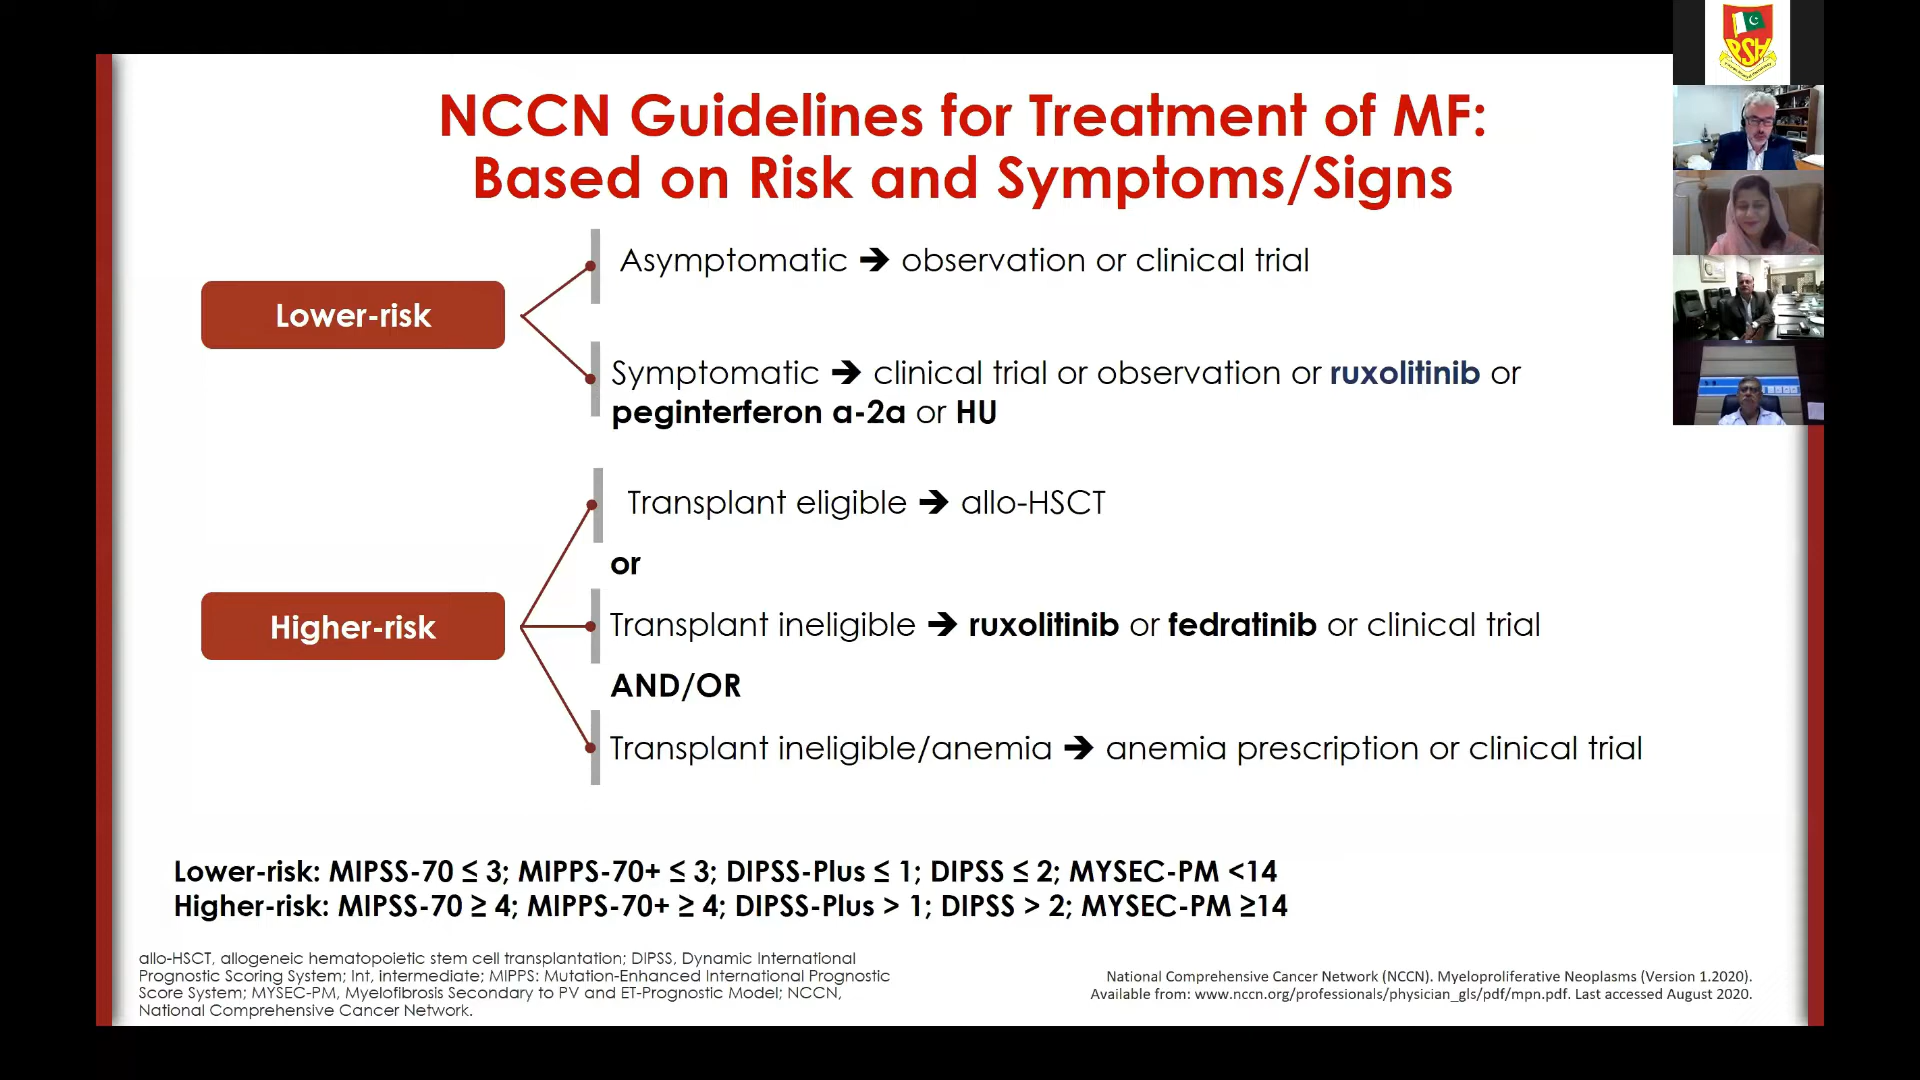 NCCN Guidelines for Treatment of MF:
Based on Risk and Symptoms/Signs
Lower-risk
Asymptomatic ➔ observation or clinical trial
Symptomatic ➔ clinical trial or observation or ruxolitinib or
peginterferon a-2a or HU
Higher-risk
Transplant eligible ➔ allo-HSCT
or
Transplant ineligible ➔ ruxolitinib or fedratinib or clinical trial
AND/OR
Transplant ineligible/anemia ➔ anemia prescription or clinical trial
Lower-risk: MIPSS-70 ≤ 3; MIPPS-70+ ≤ 3; DIPSS-Plus ≤ 1; DIPSS ≤ 2; MYSEC-PM <14
Higher-risk: MIPSS-70 ≥ 4; MIPPS-70+ ≥ 4; DIPSS-Plus > 1; DIPSS > 2; MYSEC-PM ≥14
allo-HSCT, allogeneic hematopoietic stem cell transplantation; DIPSS, Dynamic International
Prognostic Scoring System; Int, intermediate; MIPPS: Mutation-Enhanced International Prognostic
Score System; MYSEC-PM, Myelofibrosis Secondary to PV and ET-Prognostic Model; NCCN,
National Comprehensive Cancer Network.
National Comprehensive Cancer Network (NCCN). Myeloproliferative Neoplasms (Version 1.2020).
Available from: www.nccn.org/professionals/physician_gls/pdf/mpn.pdf. Last accessed August 2020.
PSH